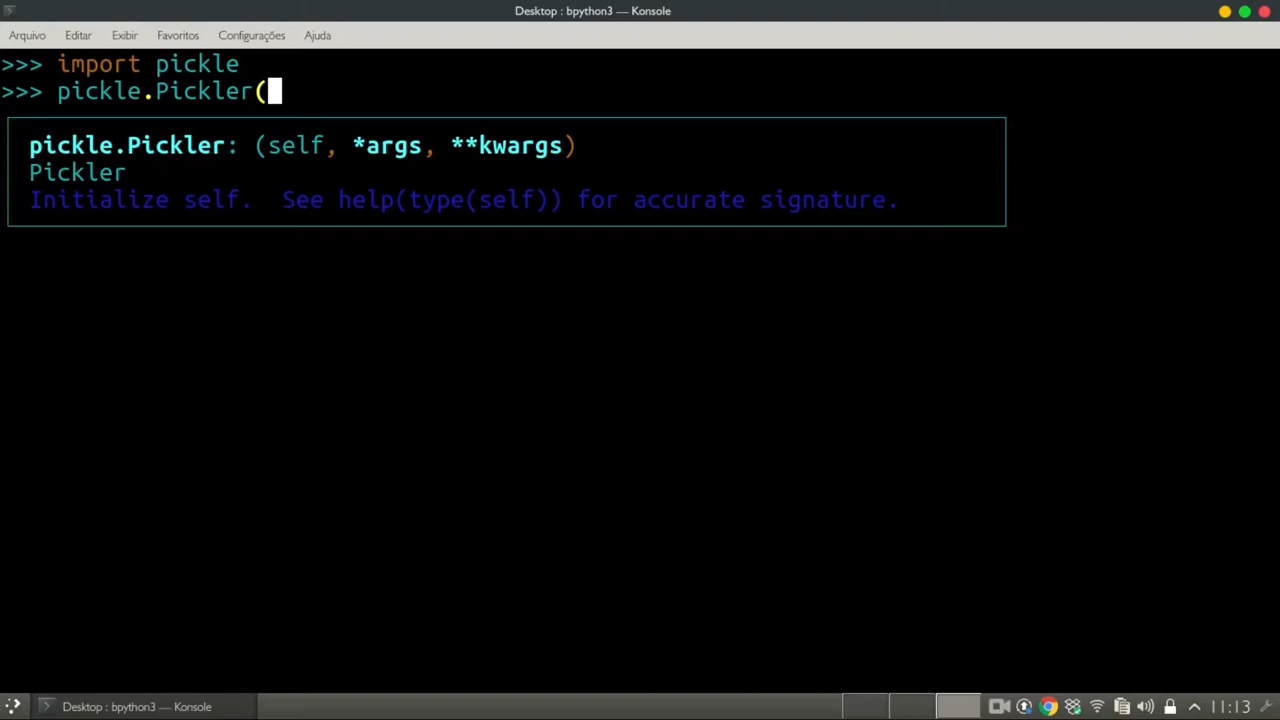 Desktop : bpython3 — Konsole
Arquivo Editar Exibir Favoritos Configurações Ajuda
>>> import pickle
>>> pickle.Pickler(
pickle.Pickler: (self, *args, **kwargs)
Pickler
Initialize self.  See help(type(self)) for accurate signature.
Desktop : bpython3 — Konsole 11:13